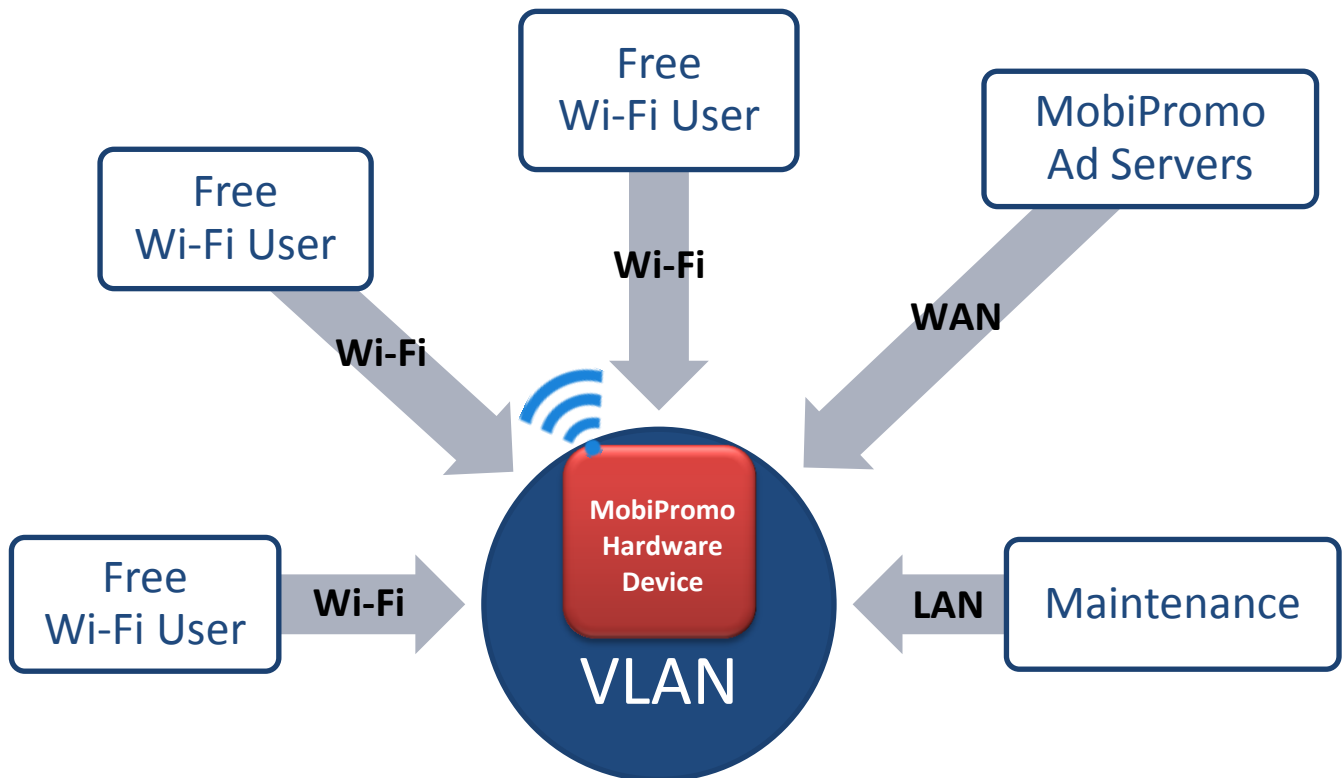 Free
Wi-Fi User
MobiPromo
Ad Servers
Free
Wi-Fi User
Wi-Fi
WAN
Wi-Fi
MobiPromo
Hardware
Device
Free
Wi-Fi User
Wi-Fi
LAN
Maintenance
VLAN